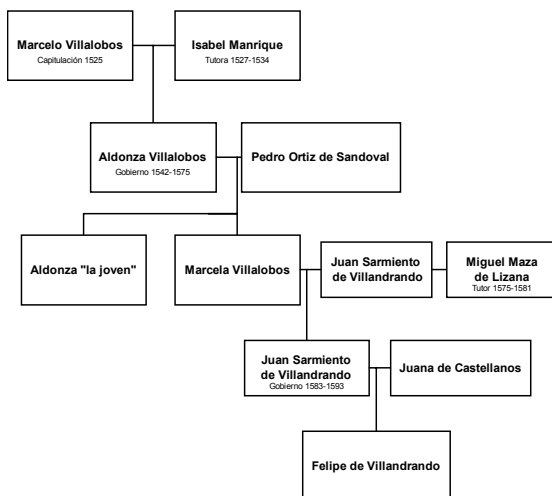 Marcelo Villalobos
Capitulación 1525
Isabel Manrique
Tutora 1527-1534
Aldonza Villalobos
Gobierno 1542-1575
Pedro Ortiz de Sandoval
Aldonza "la joven"
Marcela Villalobos
Juan Sarmiento
de Villandrando
Miguel Maza
de Lizana
Tutor 1575-1581
Juan Sarmiento
de Villandrando
Gobierno 1583-1593
Juana de Castellanos
Felipe de Villandrando